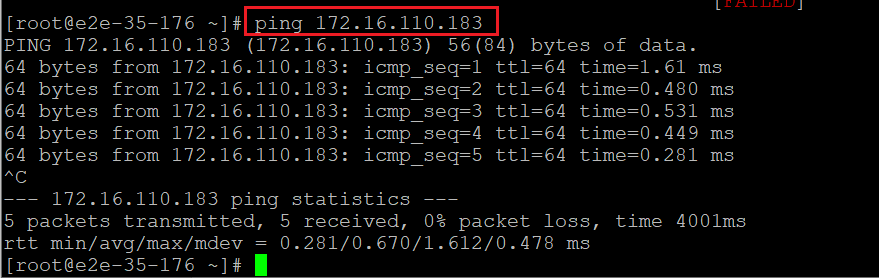 [FAILED]
[root@e2e-35-176 ~]# ping 172.16.110.183
PING 172.16.110.183 (172.16.110.183) 56(84) bytes of data.
64 bytes from 172.16.110.183: icmp_seq=1 ttl=64 time=1.61 ms
64 bytes from 172.16.110.183: icmp_seq=2 ttl=64 time=0.480 ms
64 bytes from 172.16.110.183: icmp_seq=3 ttl=64 time=0.531 ms
64 bytes from 172.16.110.183: icmp_seq=4 ttl=64 time=0.449 ms
64 bytes from 172.16.110.183: icmp_seq=5 ttl=64 time=0.281 ms
^C
--- 172.16.110.183 ping statistics ---
5 packets transmitted, 5 received, 0% packet loss, time 4001ms
rtt min/avg/max/mdev = 0.281/0.670/1.612/0.478 ms
[root@e2e-35-176 ~]#